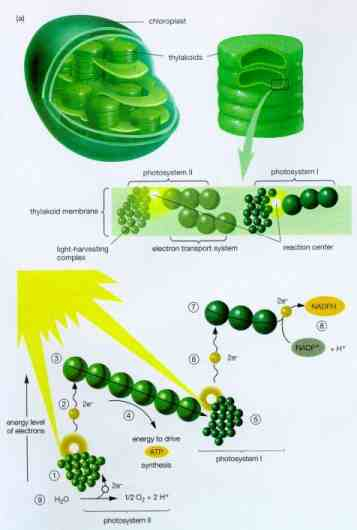 (a)
chloroplast
thylakoids
photosystem II
photosystem I
thylakoid membrane
light-harvesting
complex
electron transport system
reaction center
2e⁻
NADPH
⑦
⑧
NADP⁺
+ H⁺
③
⑥
2e⁻
②
2e⁻
④
energy level
of electrons
energy to drive
ATP
synthesis
⑤
①
photosystem I
2e⁻
⑨
H₂O
1/2 O₂ + 2 H⁺
photosystem II